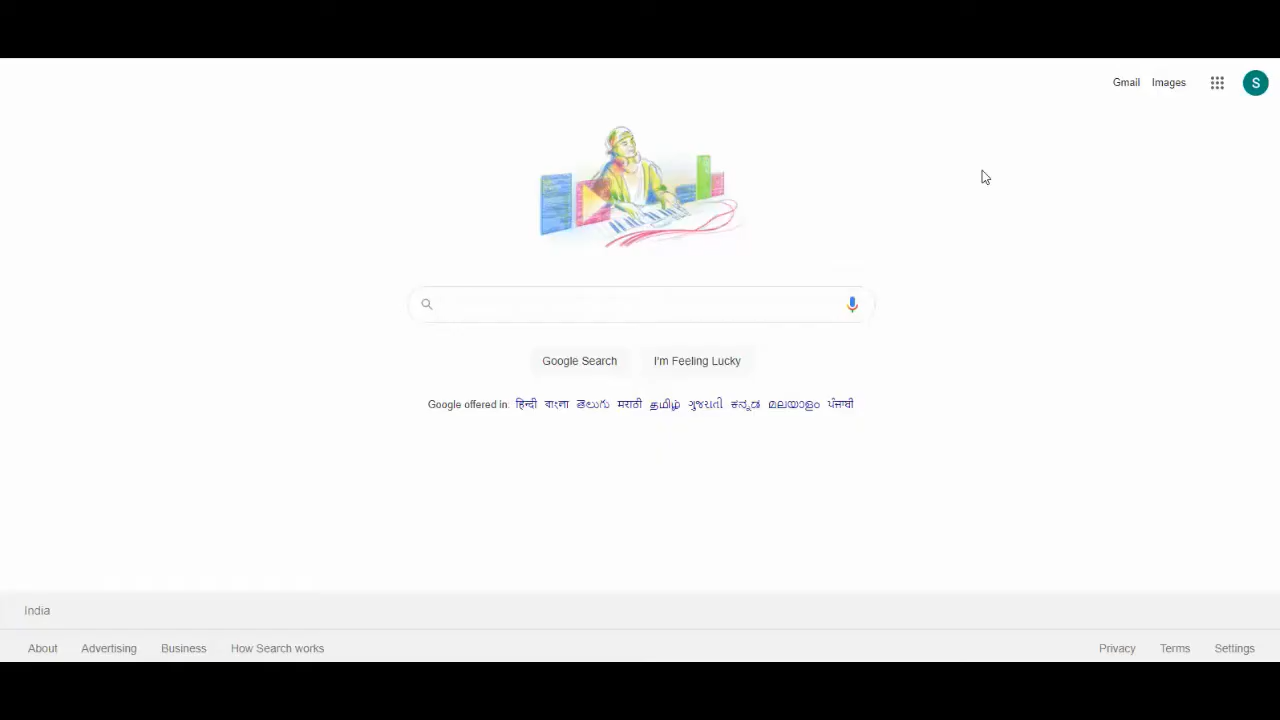 Gmail Images S
Google Search I'm Feeling Lucky
Google offered in: हिन्दी বাংলা తెలుగు मराठी தமிழ் ગુજરાતી ಕನ್ನಡ മലയാളം ਪੰਜਾਬੀ
India
About Advertising Business How Search works Privacy Terms Settings